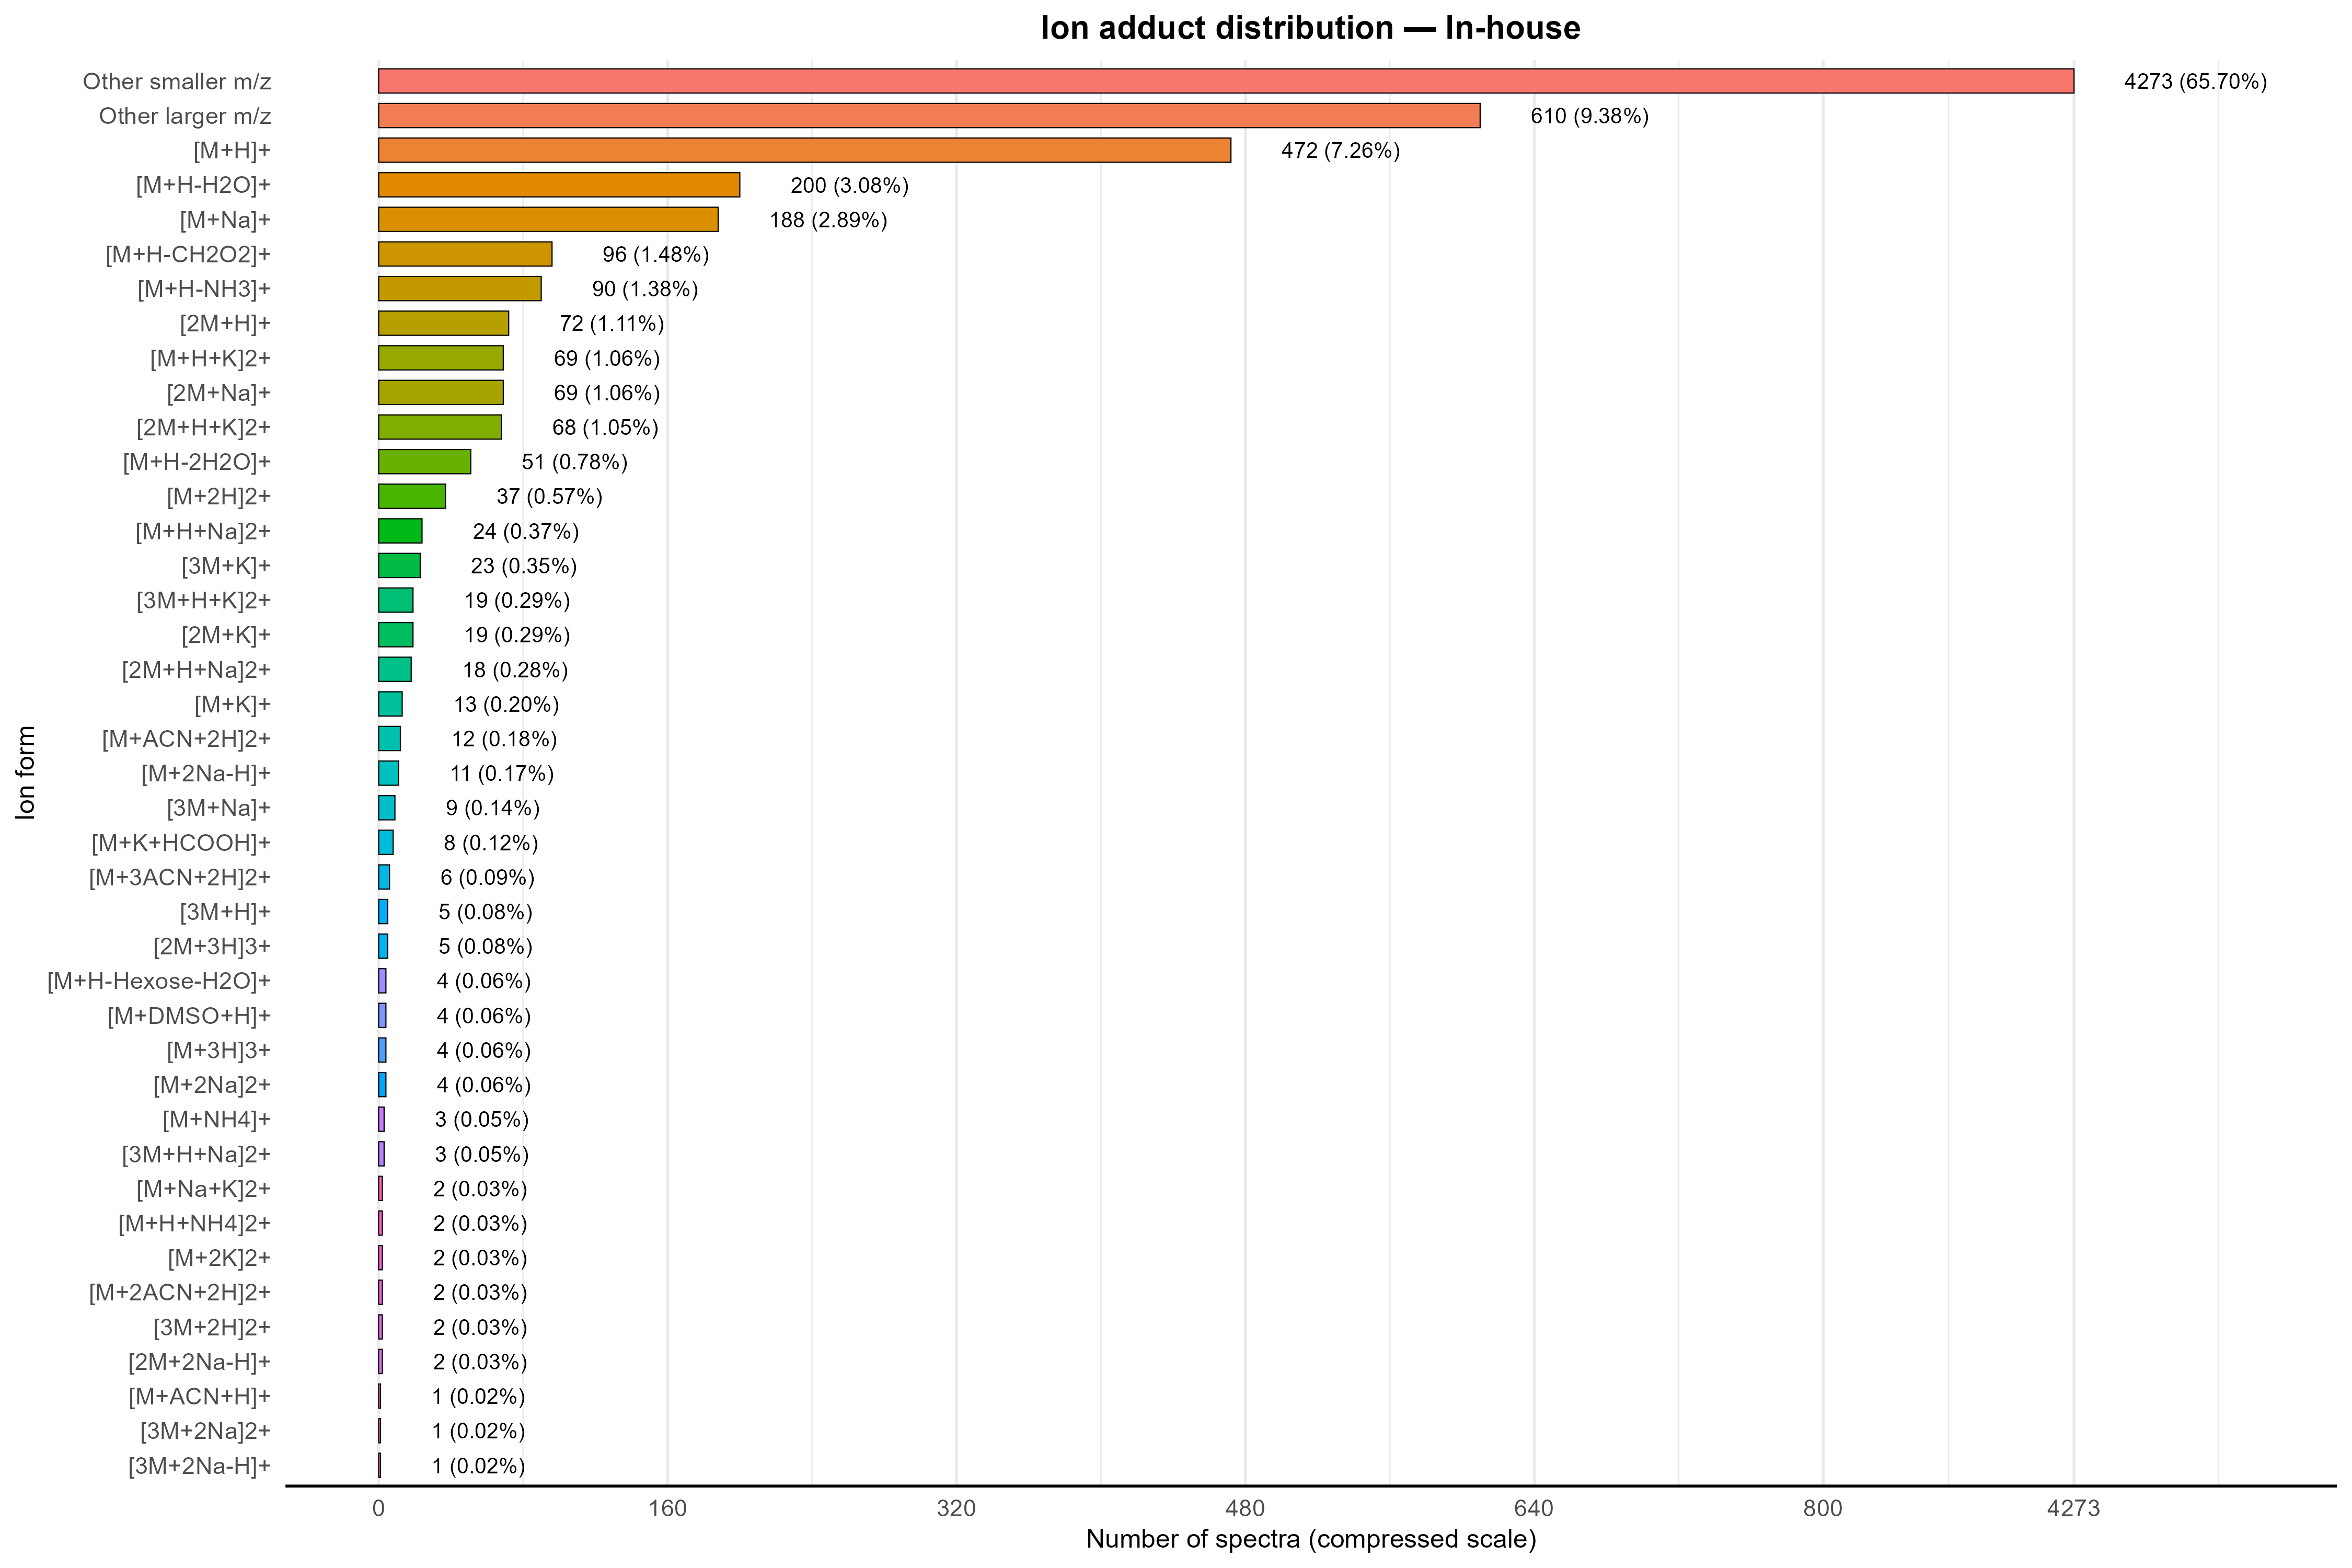 Ion adduct distribution — In-house
Other smaller m/z 4273 (65.70%)
Other larger m/z 610 (9.38%)
[M+H]+ 472 (7.26%)
[M+H-H2O]+ 200 (3.08%)
[M+Na]+ 188 (2.89%)
[M+H-CH2O2]+ 96 (1.48%)
[M+H-NH3]+ 90 (1.38%)
[2M+H]+ 72 (1.11%)
[M+H+K]2+ 69 (1.06%)
[2M+Na]+ 69 (1.06%)
[2M+H+K]2+ 68 (1.05%)
[M+H-2H2O]+ 51 (0.78%)
[M+2H]2+ 37 (0.57%)
[M+H+Na]2+ 24 (0.37%)
[3M+K]+ 23 (0.35%)
[3M+H+K]2+ 19 (0.29%)
[2M+K]+ 19 (0.29%)
[2M+H+Na]2+ 18 (0.28%)
[M+K]+ 13 (0.20%)
[M+ACN+2H]2+ 12 (0.18%)
[M+2Na-H]+ 11 (0.17%)
[3M+Na]+ 9 (0.14%)
[M+K+HCOOH]+ 8 (0.12%)
[M+3ACN+2H]2+ 6 (0.09%)
[3M+H]+ 5 (0.08%)
[2M+3H]3+ 5 (0.08%)
[M+H-Hexose-H2O]+ 4 (0.06%)
[M+DMSO+H]+ 4 (0.06%)
[M+3H]3+ 4 (0.06%)
[M+2Na]2+ 4 (0.06%)
[M+NH4]+ 3 (0.05%)
[3M+H+Na]2+ 3 (0.05%)
[M+Na+K]2+ 2 (0.03%)
[M+H+NH4]2+ 2 (0.03%)
[M+2K]2+ 2 (0.03%)
[M+2ACN+2H]2+ 2 (0.03%)
[3M+2H]2+ 2 (0.03%)
[2M+2Na-H]+ 2 (0.03%)
[M+ACN+H]+ 1 (0.02%)
[3M+2Na]2+ 1 (0.02%)
[3M+2Na-H]+ 1 (0.02%)
Ion form
0 160 320 480 640 800 4273
Number of spectra (compressed scale)